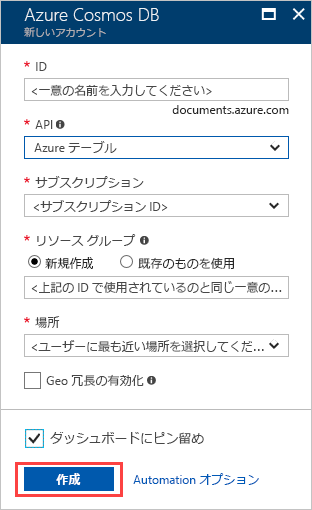 Azure Cosmos DB
新しいアカウント
* ID
<一意の名前を入力してください>
documents.azure.com
* API
Azure テーブル
* サブスクリプション
<サブスクリプション ID>
* リソース グループ
新規作成 既存のものを使用
<上記の ID で使用されているのと同じ一意の...
* 場所
<ユーザーに最も近い場所を選択してくだ...
Geo 冗長の有効化
ダッシュボードにピン留め
作成 Automation オプション